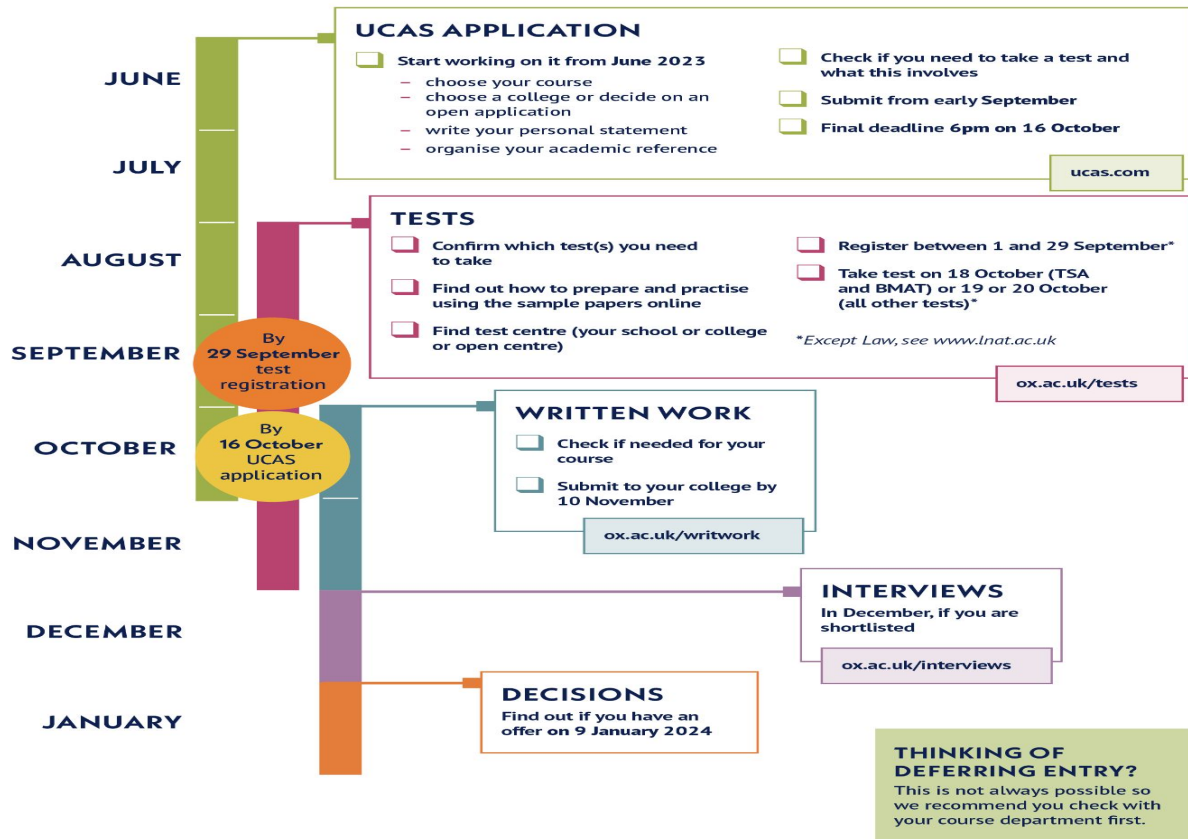 UCAS APPLICATION
Start working on it from June 2023
– choose your course
– choose a college or decide on an
open application
– write your personal statement
– organise your academic reference
Check if you need to take a test and
what this involves
Submit from early September
Final deadline 6pm on 16 October
ucas.com
JUNE
JULY
AUGUST
SEPTEMBER
OCTOBER
NOVEMBER
DECEMBER
JANUARY
TESTS
Confirm which test(s) you need
to take
Find out how to prepare and practise
using the sample papers online
Find test centre (your school or college
or open centre)
Register between 1 and 29 September*
Take test on 18 October (TSA
and BMAT) or 19 or 20 October
(all other tests)*
*Except Law, see www.lnat.ac.uk
ox.ac.uk/tests
By
29 September
test
registration
By
16 October
UCAS
application
WRITTEN WORK
Check if needed for your
course
Submit to your college by
10 November
ox.ac.uk/writwork
INTERVIEWS
In December, if you are
shortlisted
ox.ac.uk/interviews
DECISIONS
Find out if you have an
offer on 9 January 2024
THINKING OF
DEFERRING ENTRY?
This is not always possible so
we recommend you check with
your course department first.